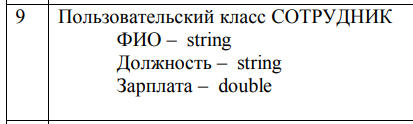 9 Пользовательский класс СОТРУДНИК
ФИО – string
Должность – string
Зарплата – double